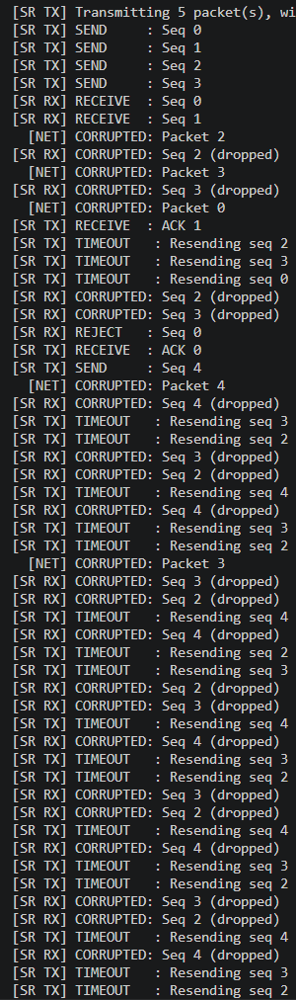 [SR TX] Transmitting 5 packet(s), wi
[SR TX] SEND    : Seq 0
[SR TX] SEND    : Seq 1
[SR TX] SEND    : Seq 2
[SR TX] SEND    : Seq 3
[SR RX] RECEIVE  : Seq 0
[SR RX] RECEIVE  : Seq 1
[NET] CORRUPTED: Packet 2
[SR RX] CORRUPTED: Seq 2 (dropped)
[NET] CORRUPTED: Packet 3
[SR RX] CORRUPTED: Seq 3 (dropped)
[NET] CORRUPTED: Packet 0
[SR TX] RECEIVE  : ACK 1
[SR TX] TIMEOUT   : Resending seq 2
[SR TX] TIMEOUT   : Resending seq 3
[SR TX] TIMEOUT   : Resending seq 0
[SR RX] CORRUPTED: Seq 2 (dropped)
[SR RX] CORRUPTED: Seq 3 (dropped)
[SR RX] REJECT   : Seq 0
[SR TX] RECEIVE  : ACK 0
[SR TX] SEND     : Seq 4
[NET] CORRUPTED: Packet 4
[SR RX] CORRUPTED: Seq 4 (dropped)
[SR TX] TIMEOUT   : Resending seq 3
[SR TX] TIMEOUT   : Resending seq 2
[SR RX] CORRUPTED: Seq 3 (dropped)
[SR RX] CORRUPTED: Seq 2 (dropped)
[SR TX] TIMEOUT   : Resending seq 4
[SR RX] CORRUPTED: Seq 4 (dropped)
[SR TX] TIMEOUT   : Resending seq 3
[SR TX] TIMEOUT   : Resending seq 2
[NET] CORRUPTED: Packet 3
[SR RX] CORRUPTED: Seq 3 (dropped)
[SR RX] CORRUPTED: Seq 2 (dropped)
[SR TX] TIMEOUT   : Resending seq 4
[SR RX] CORRUPTED: Seq 4 (dropped)
[SR TX] TIMEOUT   : Resending seq 2
[SR TX] TIMEOUT   : Resending seq 3
[SR RX] CORRUPTED: Seq 2 (dropped)
[SR RX] CORRUPTED: Seq 3 (dropped)
[SR TX] TIMEOUT   : Resending seq 4
[SR RX] CORRUPTED: Seq 4 (dropped)
[SR TX] TIMEOUT   : Resending seq 3
[SR TX] TIMEOUT   : Resending seq 2
[SR RX] CORRUPTED: Seq 3 (dropped)
[SR RX] CORRUPTED: Seq 2 (dropped)
[SR TX] TIMEOUT   : Resending seq 4
[SR RX] CORRUPTED: Seq 4 (dropped)
[SR TX] TIMEOUT   : Resending seq 3
[SR TX] TIMEOUT   : Resending seq 2
[SR RX] CORRUPTED: Seq 3 (dropped)
[SR RX] CORRUPTED: Seq 2 (dropped)
[SR TX] TIMEOUT   : Resending seq 4
[SR RX] CORRUPTED: Seq 4 (dropped)
[SR TX] TIMEOUT   : Resending seq 3
[SR TX] TIMEOUT   : Resending seq 2